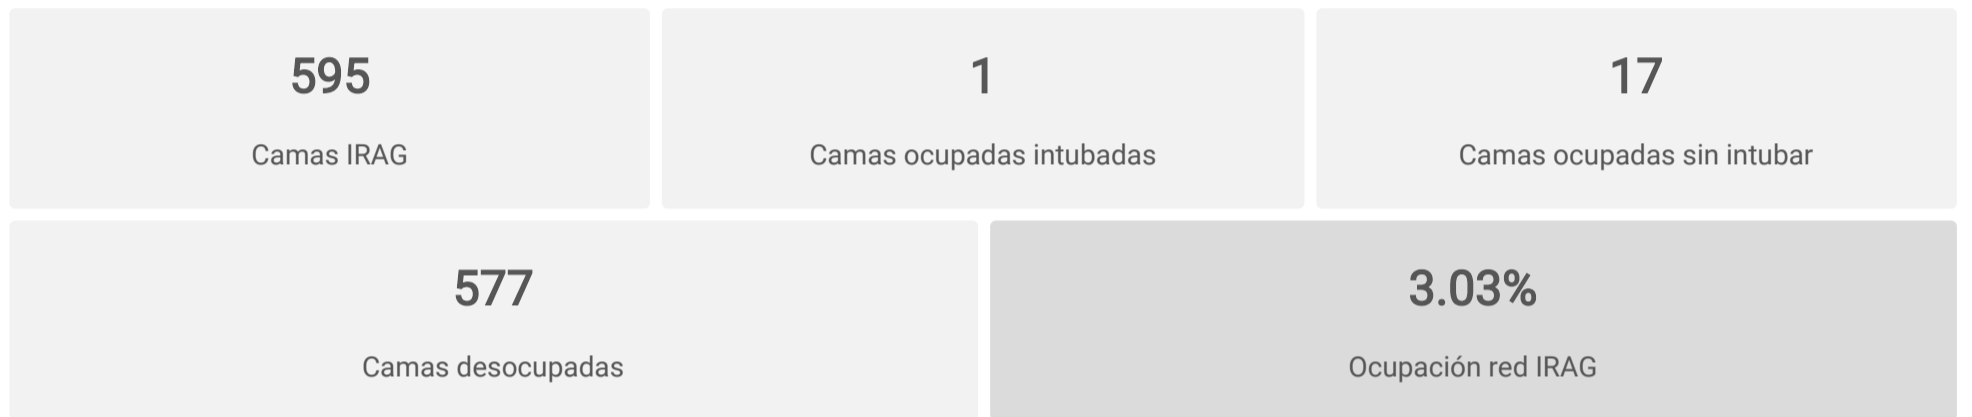 595
Camas IRAG
1
Camas ocupadas intubadas
17
Camas ocupadas sin intubar
577
Camas desocupadas
3.03%
Ocupación red IRAG